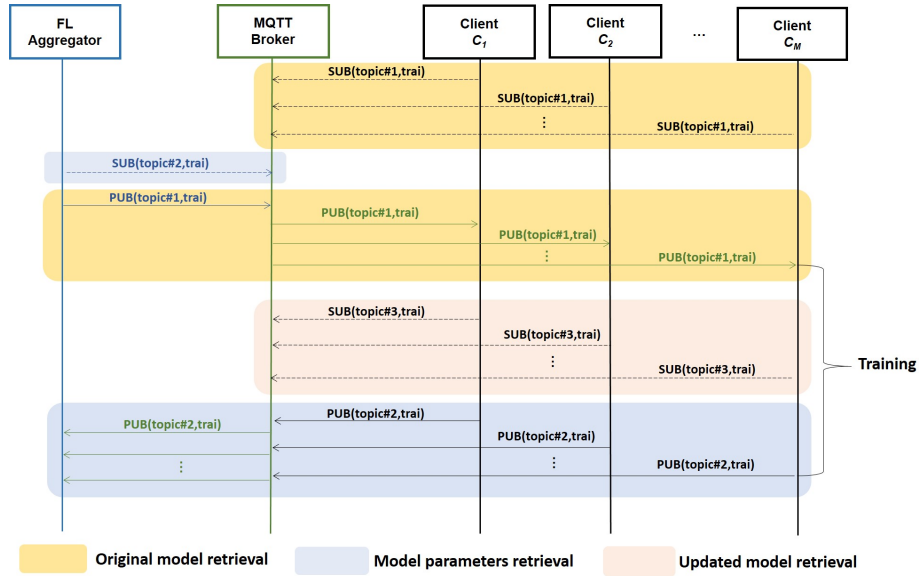 FL
Aggregator
MQTT
Broker
Client
C1
Client
C2
...
Client
CM
SUB(topic#1,trai)
SUB(topic#1,trai)
⋮
SUB(topic#1,trai)
SUB(topic#2,trai)
PUB(topic#1,trai)
PUB(topic#1,trai)
PUB(topic#1,trai)
⋮
PUB(topic#1,trai)
SUB(topic#3,trai)
SUB(topic#3,trai)
⋮
SUB(topic#3,trai)
Training
PUB(topic#2,trai)
PUB(topic#2,trai)
PUB(topic#2,trai)
⋮
⋮
PUB(topic#2,trai)
Original model retrieval
Model parameters retrieval
Updated model retrieval